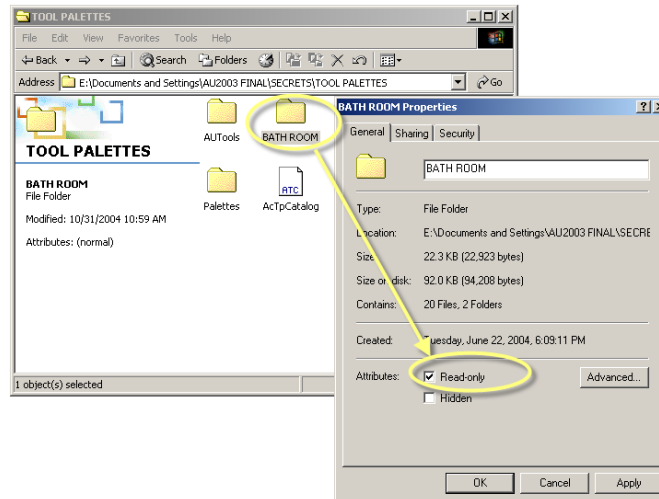 TOOL PALETTES
File Edit View Favorites Tools Help
Back Search Folders
Address E:\Documents and Settings\AU2003 FINAL\SECRETS\TOOL PALETTES Go
TOOL PALETTES
BATH ROOM
File Folder
Modified: 10/31/2004 10:59 AM
Attributes: (normal)
AUTools BATH ROOM
Palettes ATC AcTpCatalog
1 object(s) selected
BATH ROOM Properties
General Sharing Security
BATH ROOM
Type: File Folder
Location: E:\Documents and Settings\AU2003 FINAL\SECRE
Size: 22.3 KB (22,923 bytes)
Size on disk: 92.0 KB (94,208 bytes)
Contains: 20 Files, 2 Folders
Created: Tuesday, June 22, 2004, 6:09:11 PM
Attributes: Read-only Advanced...
Hidden
OK Cancel Apply